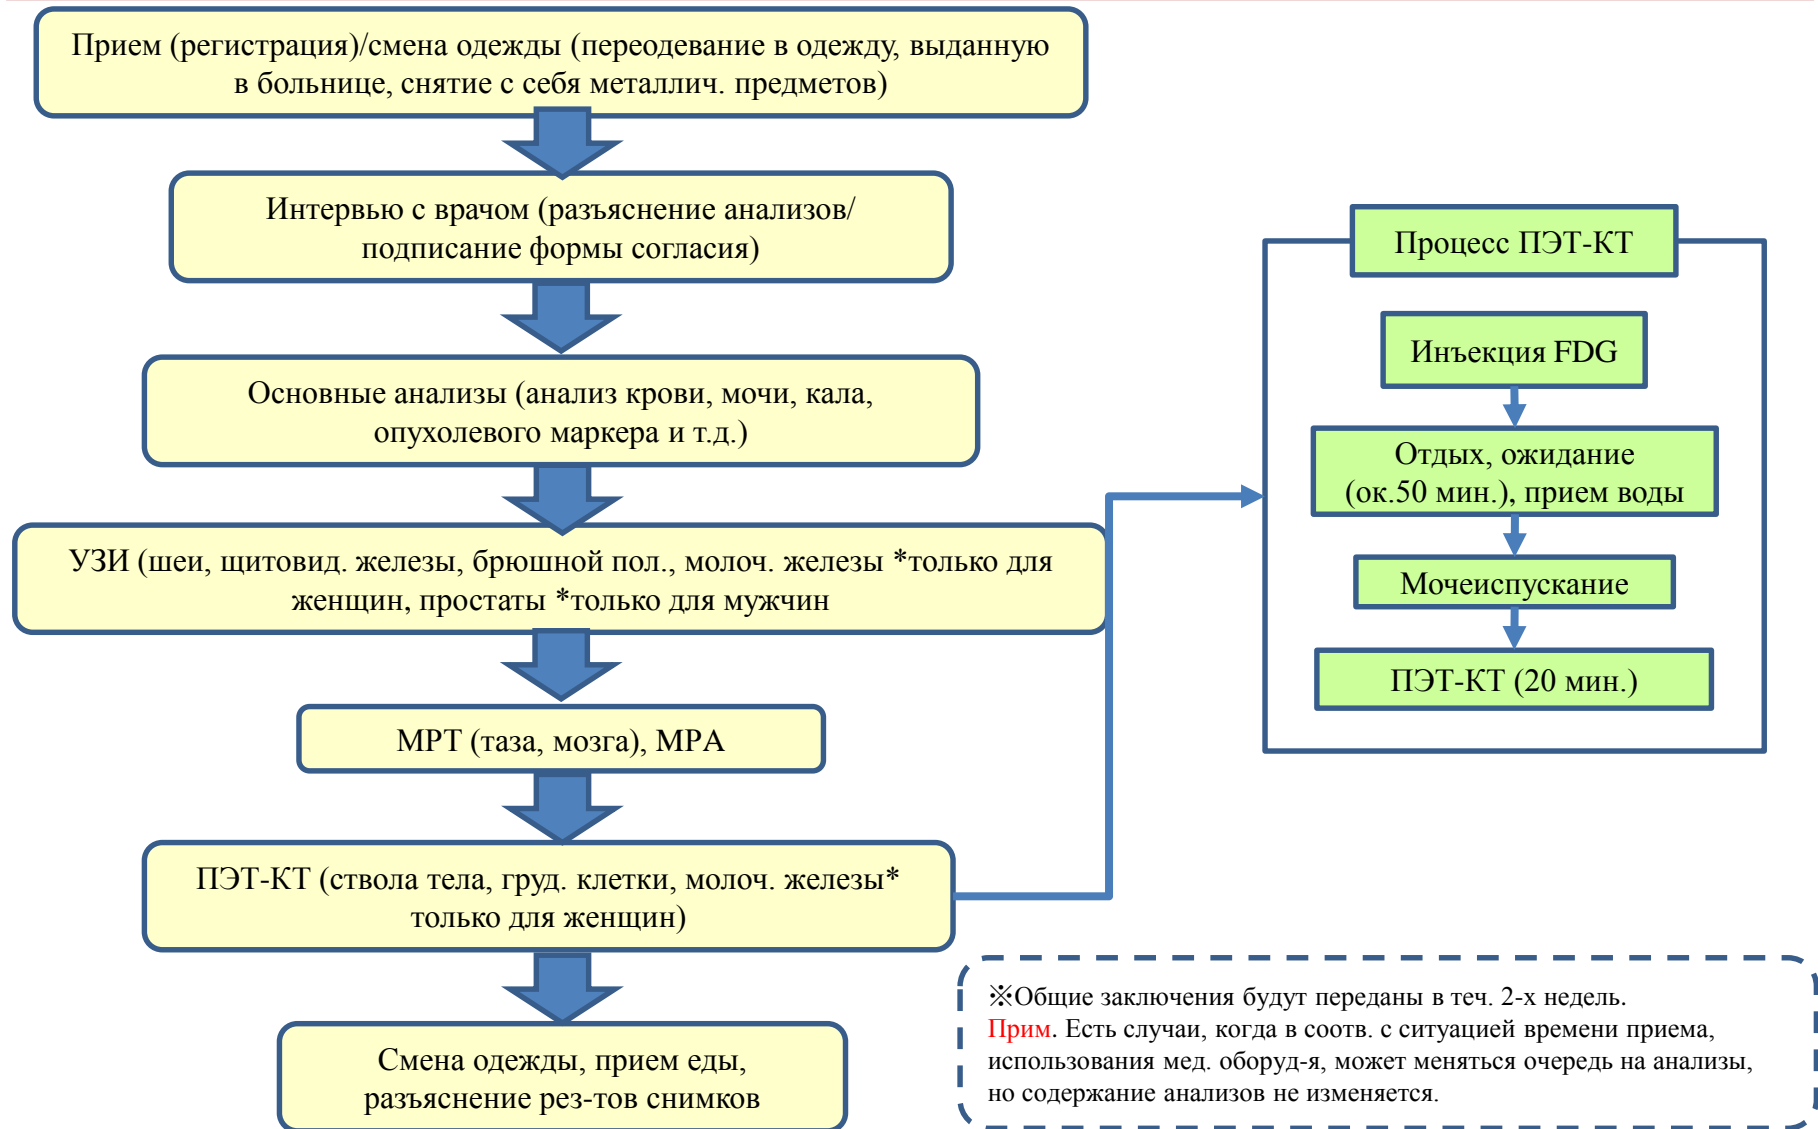 Прием (регистрация)/смена одежды (переодевание в одежду, выданную
в больнице, снятие с себя металлич. предметов)
Интервью с врачом (разъяснение анализов/
подписание формы согласия)
Основные анализы (анализ крови, мочи, кала,
опухолевого маркера и т.д.)
УЗИ (шеи, щитовид. железы, брюшной пол., молоч. железы *только для
женщин, простаты *только для мужчин
МРТ (таза, мозга), МРА
ПЭТ-КТ (ствола тела, груд. клетки, молоч. железы*
только для женщин)
Смена одежды, прием еды,
разъяснение рез-тов снимков
Процесс ПЭТ-КТ
Инъекция FDG
Отдых, ожидание
(ок.50 мин.), прием воды
Мочеиспускание
ПЭТ-КТ (20 мин.)
※Общие заключения будут переданы в теч. 2-х недель.
Прим. Есть случаи, когда в соотв. с ситуацией времени приема,
использования мед. оборуд-я, может меняться очередь на анализы,
но содержание анализов не изменяется.